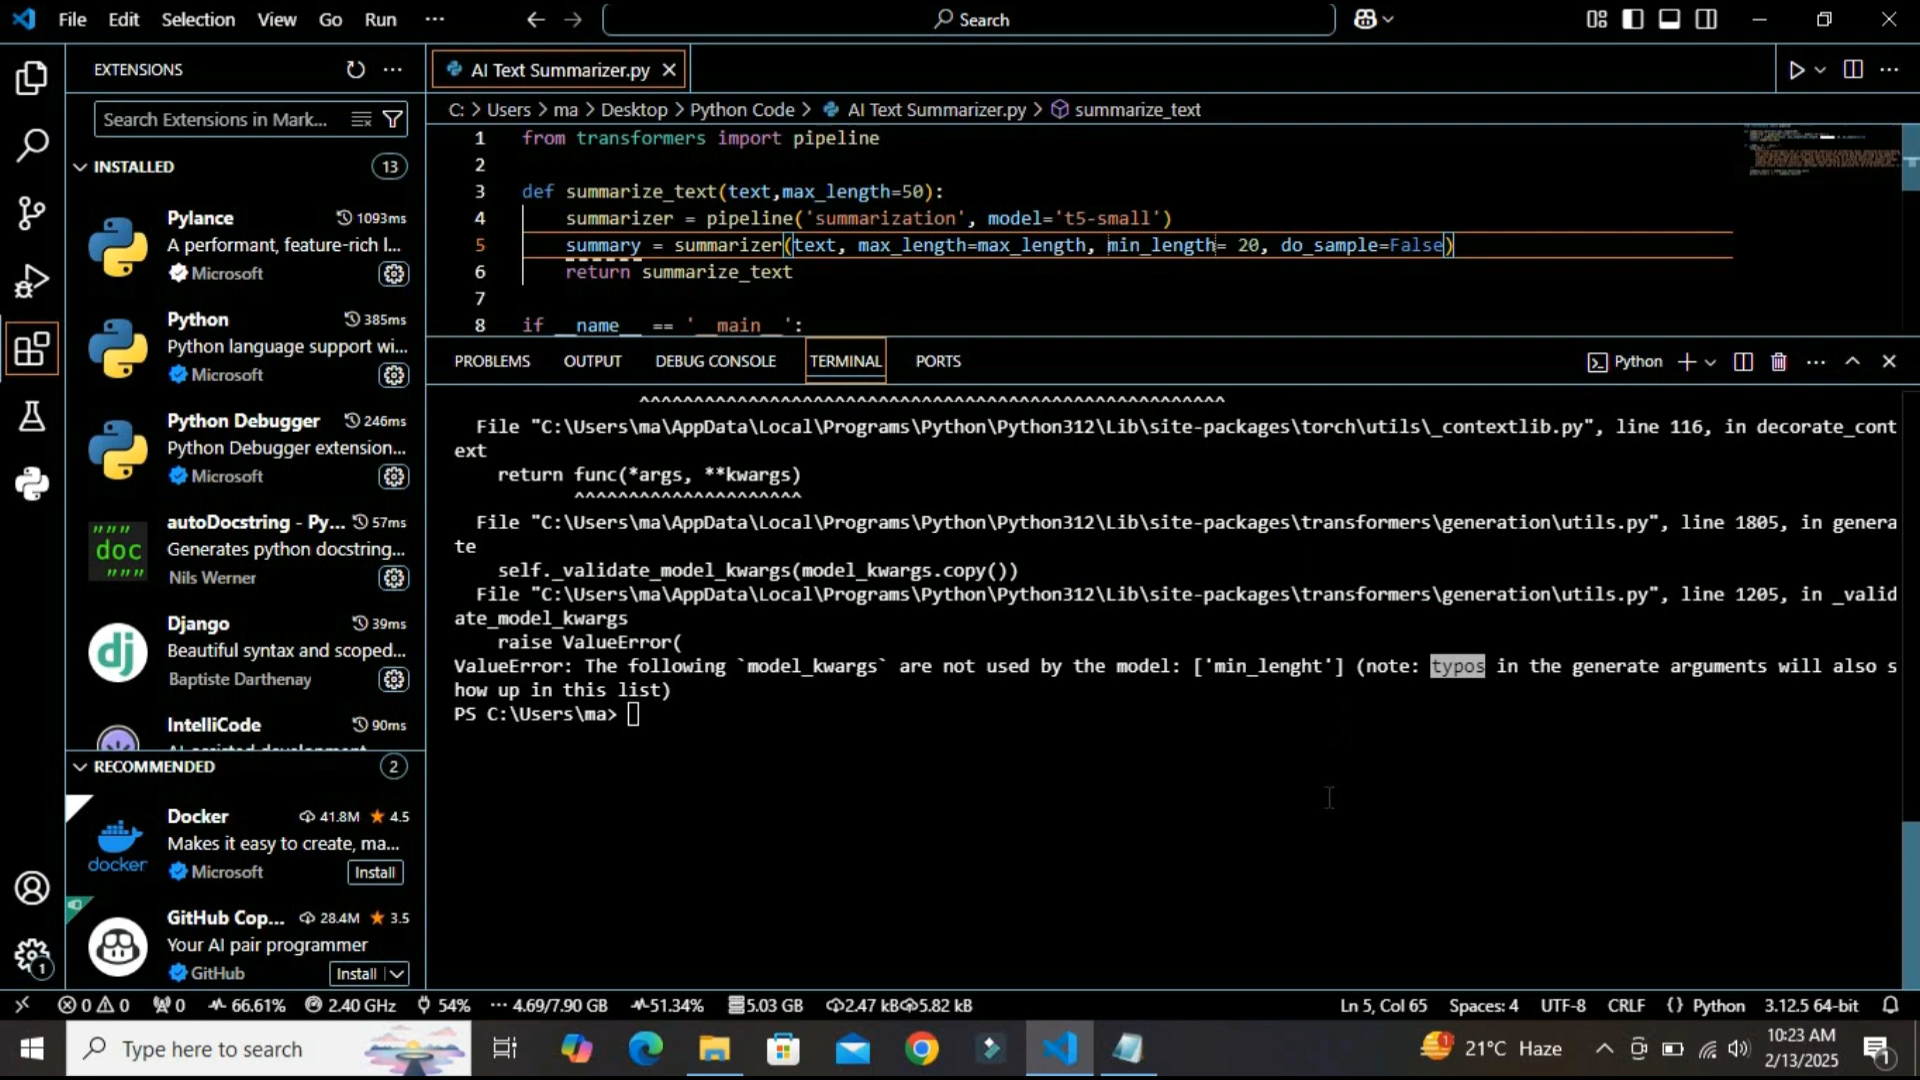 File Edit Selection View Go Run ···
Search
EXTENSIONS
Search Extensions in Mark...
INSTALLED 13
Pylance 1093ms
A performant, feature-rich l...
Microsoft
Python 385ms
Python language support wi...
Microsoft
Python Debugger 246ms
Python Debugger extension...
Microsoft
""" doc """
autoDocstring - Py... 57ms
Generates python docstring...
Nils Werner
dj
Django 39ms
Beautiful syntax and scoped...
Baptiste Darthenay
IntelliCode 90ms
RECOMMENDED 2
docker
Docker 41.8M ★ 4.5
Makes it easy to create, ma...
Microsoft Install
GitHub Cop... 28.4M ★ 3.5
Your AI pair programmer
GitHub Install
1
AI Text Summarizer.py
C: > Users > ma > Desktop > Python Code > AI Text Summarizer.py > summarize_text
1 from transformers import pipeline
2
3 def summarize_text(text,max_length=50):
4 summarizer = pipeline('summarization', model='t5-small')
5 summary = summarizer(text, max_length=max_length, min_length= 20, do_sample=False)
6 return summarize_text
7
8 if __name__ == '__main__':
PROBLEMS OUTPUT DEBUG CONSOLE TERMINAL PORTS
Python
^^^^^^^^^^^^^^^^^^^^^^^^^^^^^^^^^^^^^^^^^^^^^^^^^^^^^^
File "C:\Users\ma\AppData\Local\Programs\Python\Python312\Lib\site-packages\torch\utils\_contextlib.py", line 116, in decorate_cont
ext
return func(*args, **kwargs)
^^^^^^^^^^^^^^^^^^^^^
File "C:\Users\ma\AppData\Local\Programs\Python\Python312\Lib\site-packages\transformers\generation\utils.py", line 1805, in genera
te
self._validate_model_kwargs(model_kwargs.copy())
File "C:\Users\ma\AppData\Local\Programs\Python\Python312\Lib\site-packages\transformers\generation\utils.py", line 1205, in _valid
ate_model_kwargs
raise ValueError(
ValueError: The following `model_kwargs` are not used by the model: ['min_lenght'] (note: typos in the generate arguments will also s
how up in this list)
PS C:\Users\ma>
0 0 0 66.61% 2.40 GHz 54% ··· 4.69/7.90 GB 51.34% 5.03 GB 2.47 kB 5.82 kB
Ln 5, Col 65 Spaces: 4 UTF-8 CRLF {} Python 3.12.5 64-bit
Type here to search
1
21°C Haze
10:23 AM
2/13/2025
1